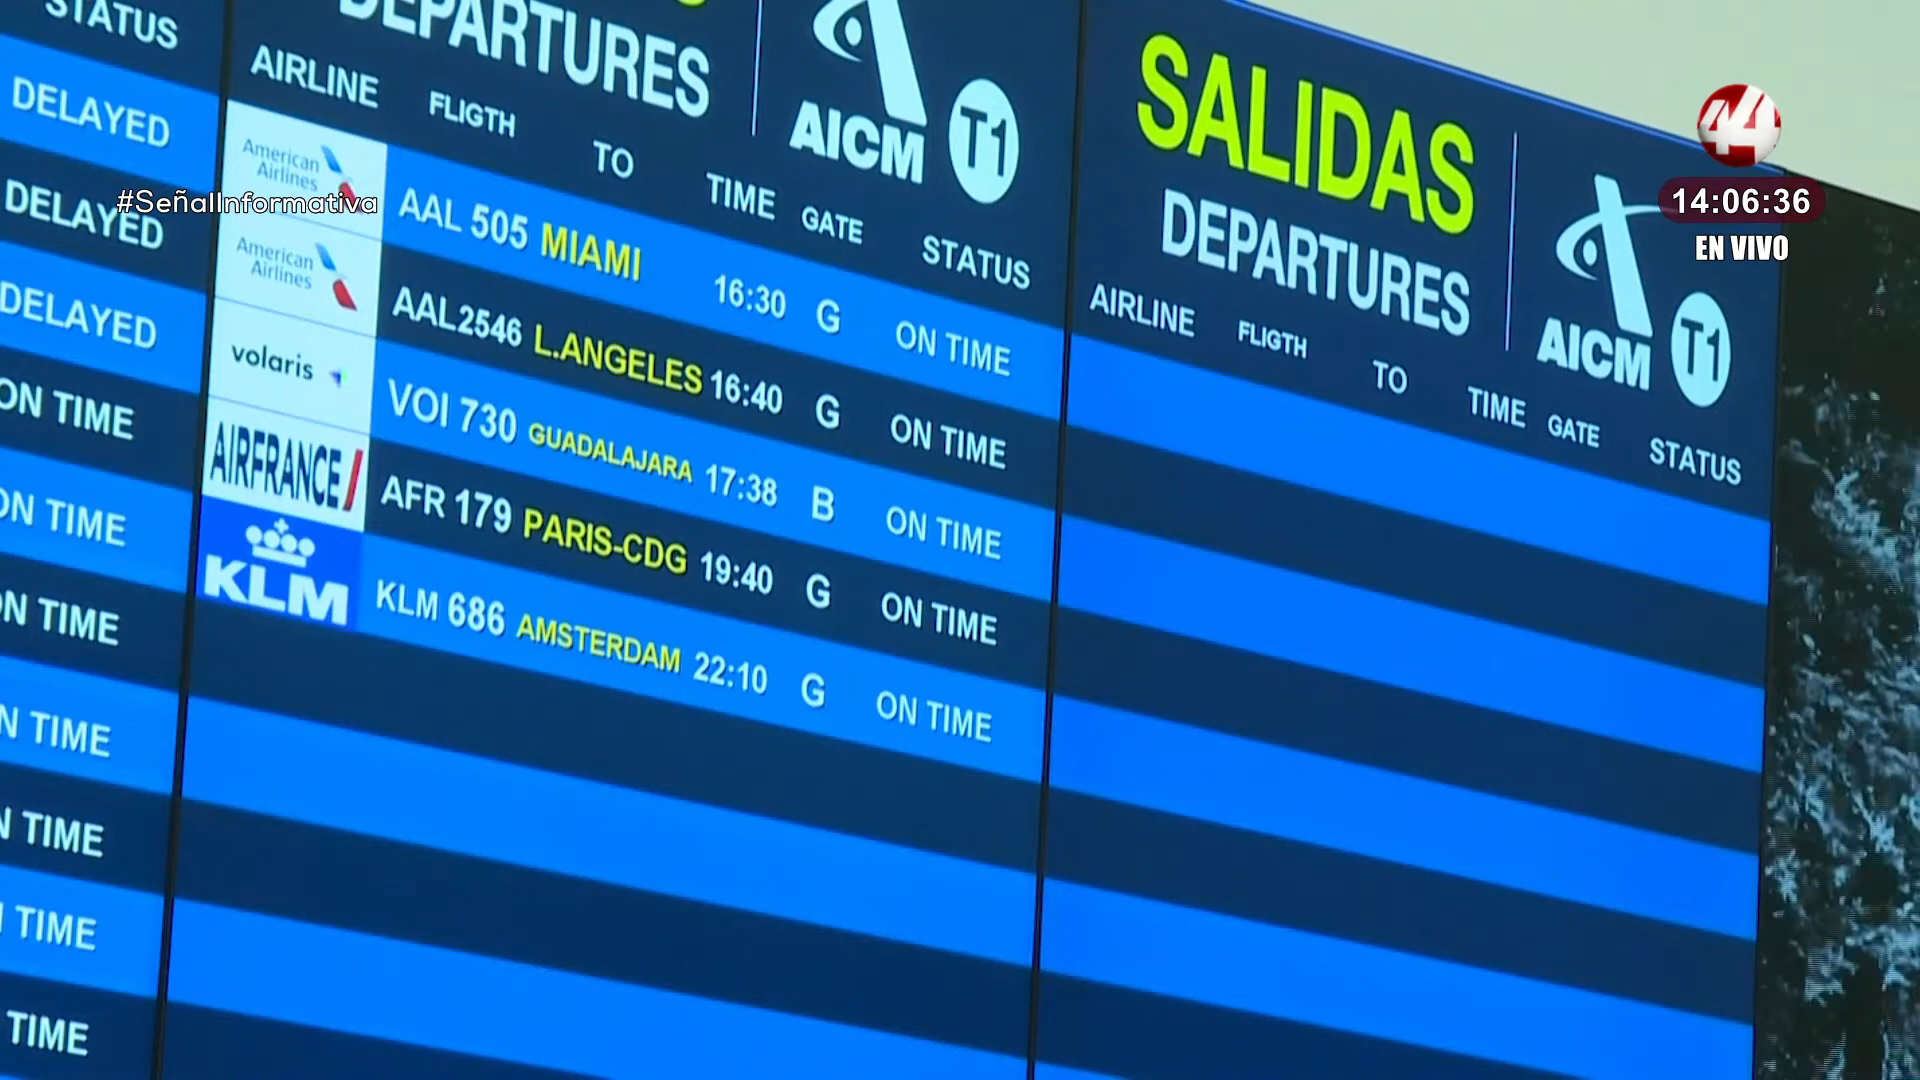 STATUS
DELAYED
DELAYED
DELAYED
ON TIME
ON TIME
ON TIME
ON TIME
TIME
TIME
TIME
DEPARTURES
AICM
T1
AIRLINE FLIGTH TO TIME GATE STATUS
American Airlines AAL 505 MIAMI 16:30 G ON TIME
American Airlines AAL2546 L.ANGELES 16:40 G ON TIME
volaris VOI 730 GUADALAJARA 17:38 B ON TIME
AIRFRANCE AFR 179 PARIS-CDG 19:40 G ON TIME
KLM KLM 686 AMSTERDAM 22:10 G ON TIME
SALIDAS
DEPARTURES
AICM
T1
AIRLINE FLIGTH TO TIME GATE STATUS
#SeñalInformativa
44
14:06:36
EN VIVO